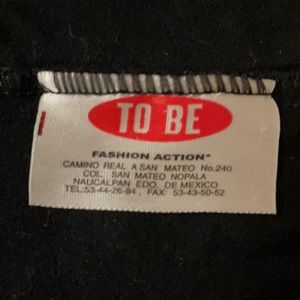 TO BE
FASHION ACTION*
CAMINO REAL A SAN MATEO No.240
COL. SAN MATEO NOPALA
NAUCALPAN EDO. DE MEXICO
TEL.53-44-26-84, FAX: 53-43-50-52